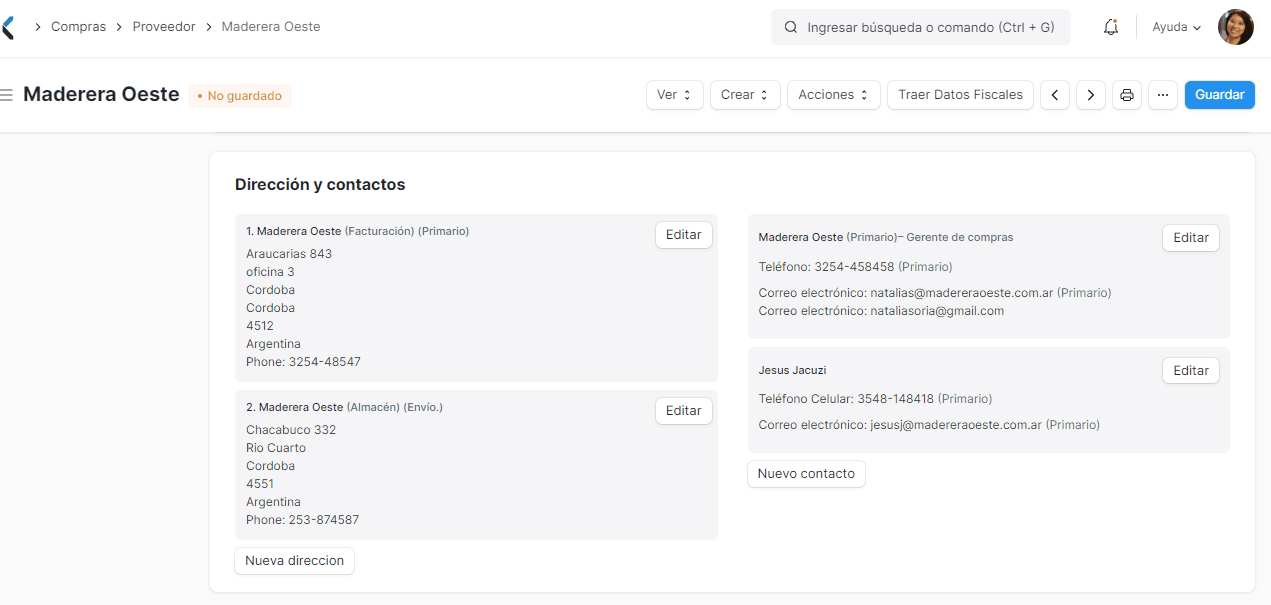 Compras > Proveedor > Maderera Oeste
Ingresar búsqueda o comando (Ctrl + G)
Ayuda
Maderera Oeste
• No guardado
Ver
Crear
Acciones
Traer Datos Fiscales
...
Guardar
Dirección y contactos
1. Maderera Oeste (Facturación) (Primario)
Editar
Araucarias 843
oficina 3
Cordoba
Cordoba
4512
Argentina
Phone: 3254-48547
2. Maderera Oeste (Almacén) (Envío.)
Editar
Chacabuco 332
Rio Cuarto
Cordoba
4551
Argentina
Phone: 253-874587
Nueva direccion
Maderera Oeste (Primario)– Gerente de compras
Editar
Teléfono: 3254-458458 (Primario)
Correo electrónico: natalias@madereraoeste.com.ar (Primario)
Correo electrónico: nataliasoria@gmail.com
Jesus Jacuzi
Editar
Teléfono Celular: 3548-148418 (Primario)
Correo electrónico: jesusj@madereraoeste.com.ar (Primario)
Nuevo contacto